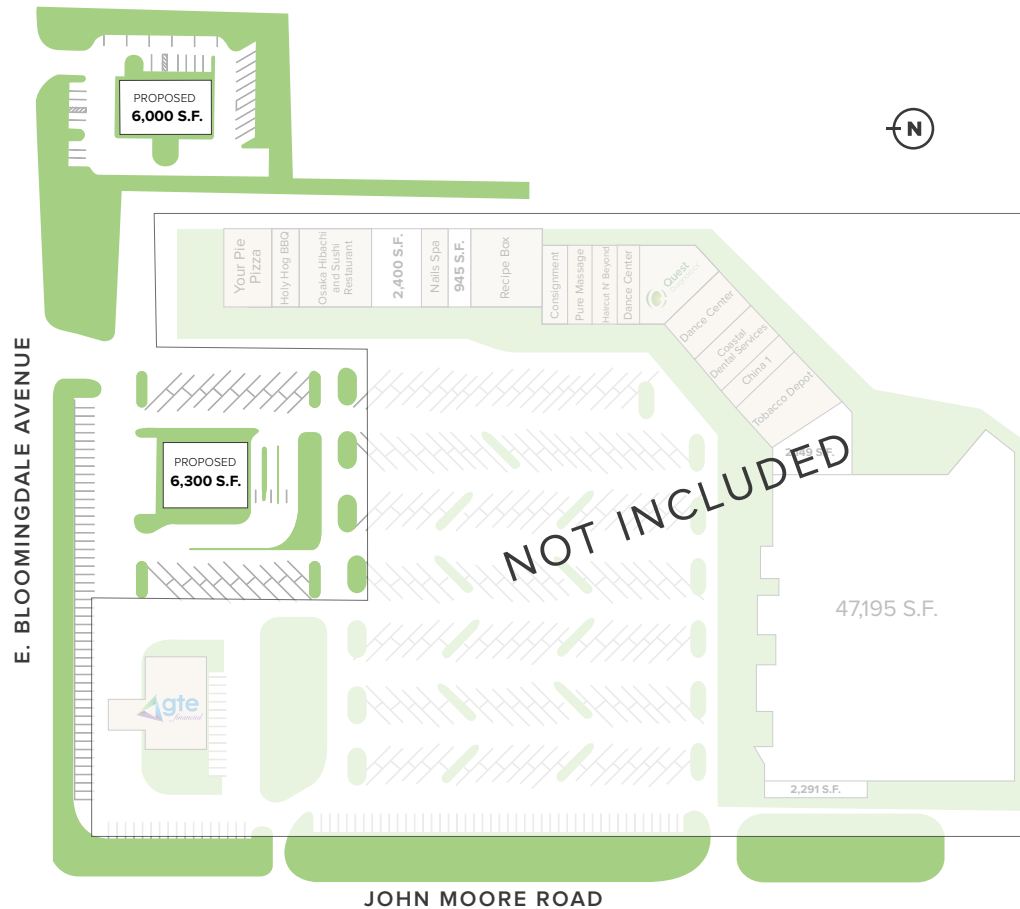 PROPOSED
6,000 S.F.
N
Your Pie
Pizza
Holy Hog BBQ
Osaka Hibachi
and Sushi
Restaurant
2,400 S.F.
Nails Spa
945 S.F.
Recipe Box
Consignment
Pure Massage
Haircut N' Beyond
Dance Center
Quest
Dance Center
Coastal
Dental Services
China 1
Tobacco Depot
E. BLOOMINGDALE AVENUE
PROPOSED
6,300 S.F.
NOT INCLUDED
47,195 S.F.
gte
financial
2,291 S.F.
JOHN MOORE ROAD